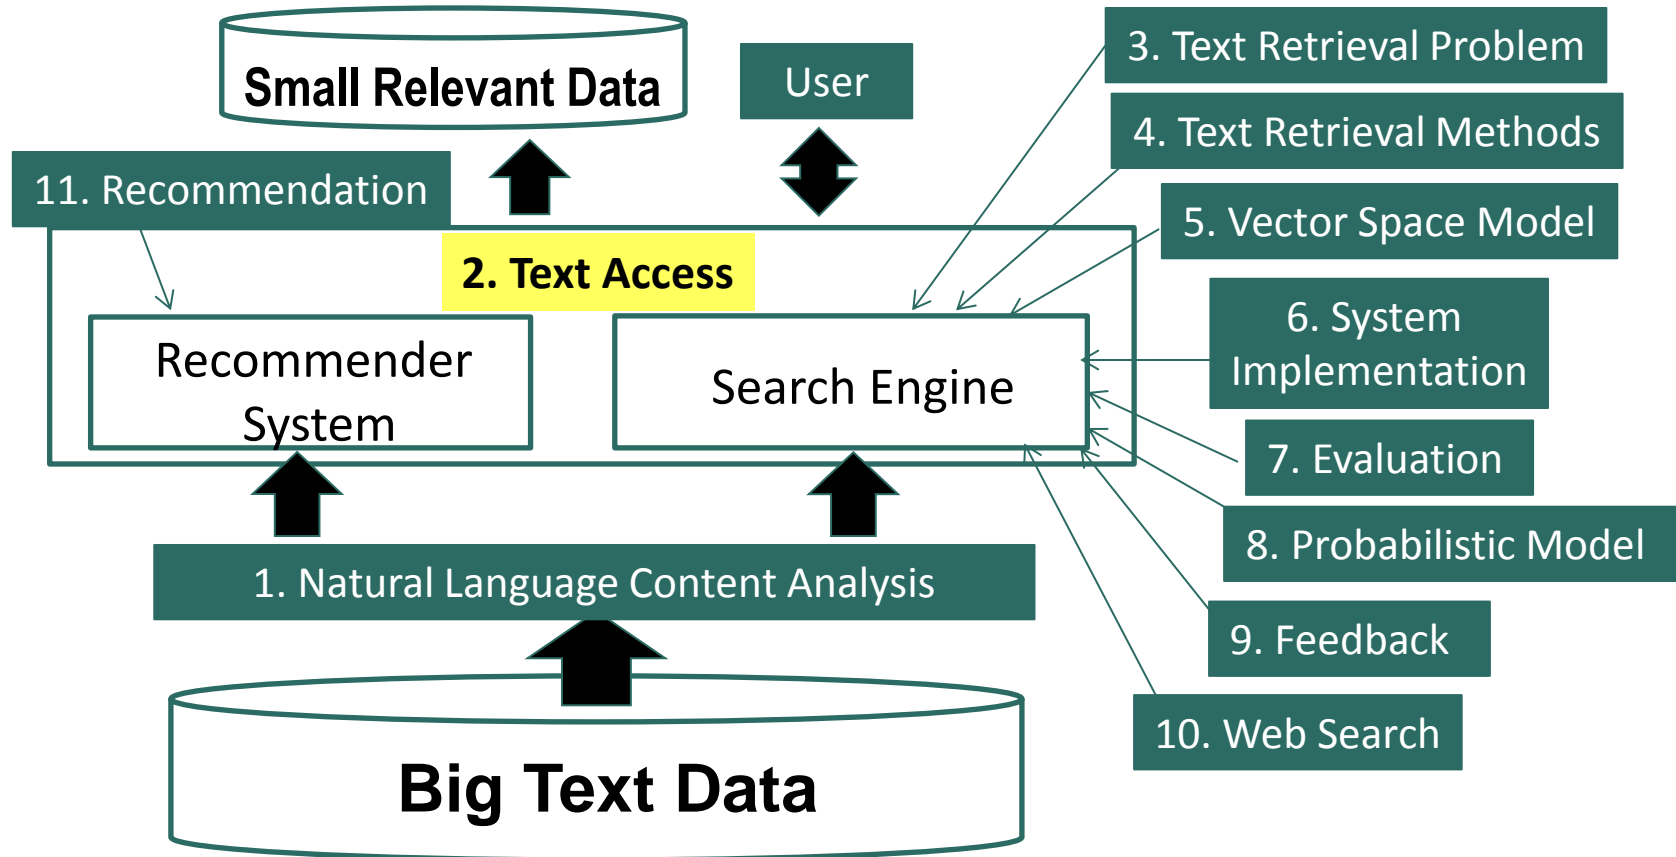 Small Relevant Data
User
3. Text Retrieval Problem
4. Text Retrieval Methods
11. Recommendation
5. Vector Space Model
2. Text Access
6. System
Implementation
Recommender
System
Search Engine
7. Evaluation
8. Probabilistic Model
1. Natural Language Content Analysis
9. Feedback
10. Web Search
Big Text Data